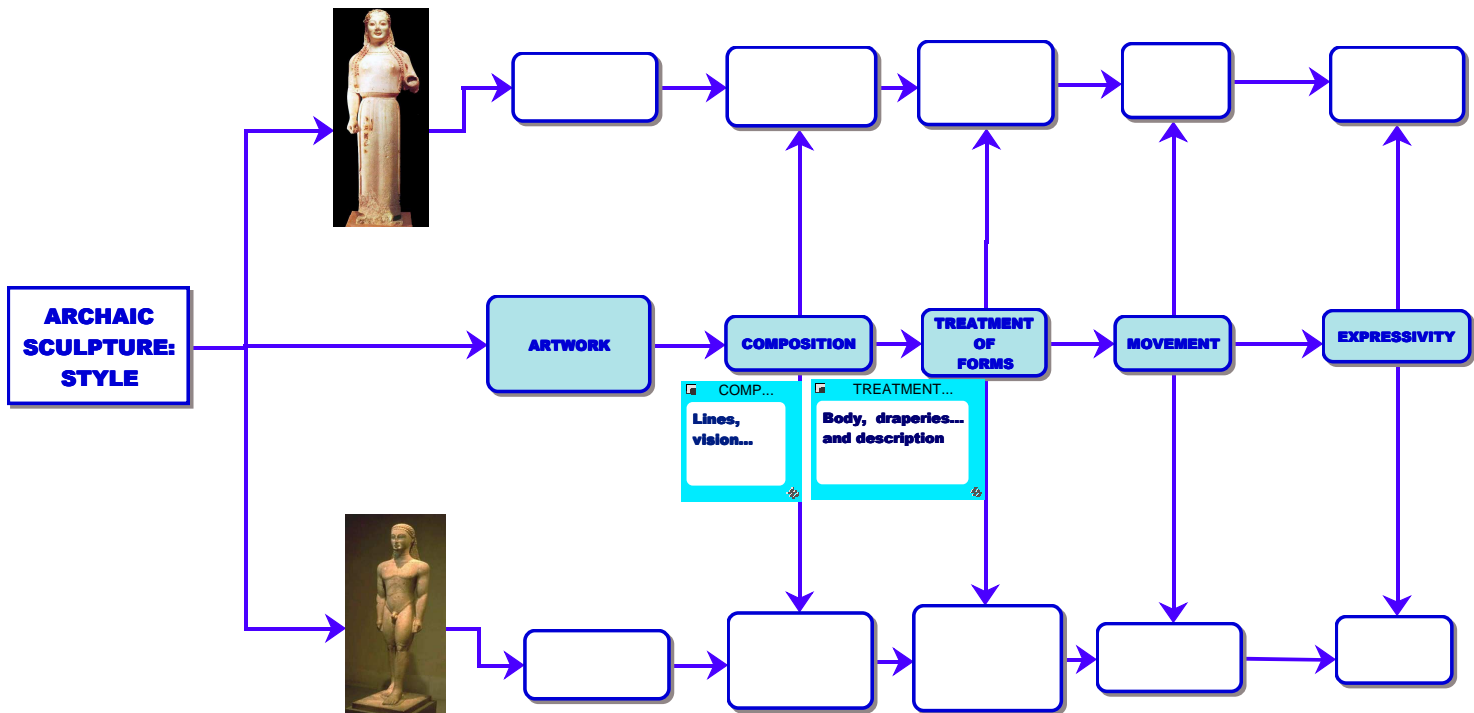 ARCHAIC
SCULPTURE:
STYLE
ARTWORK
COMPOSITION
TREATMENT
OF
FORMS
MOVEMENT
EXPRESSIVITY
COMP...
Lines,
vision...
TREATMENT...
Body, draperies...
and description